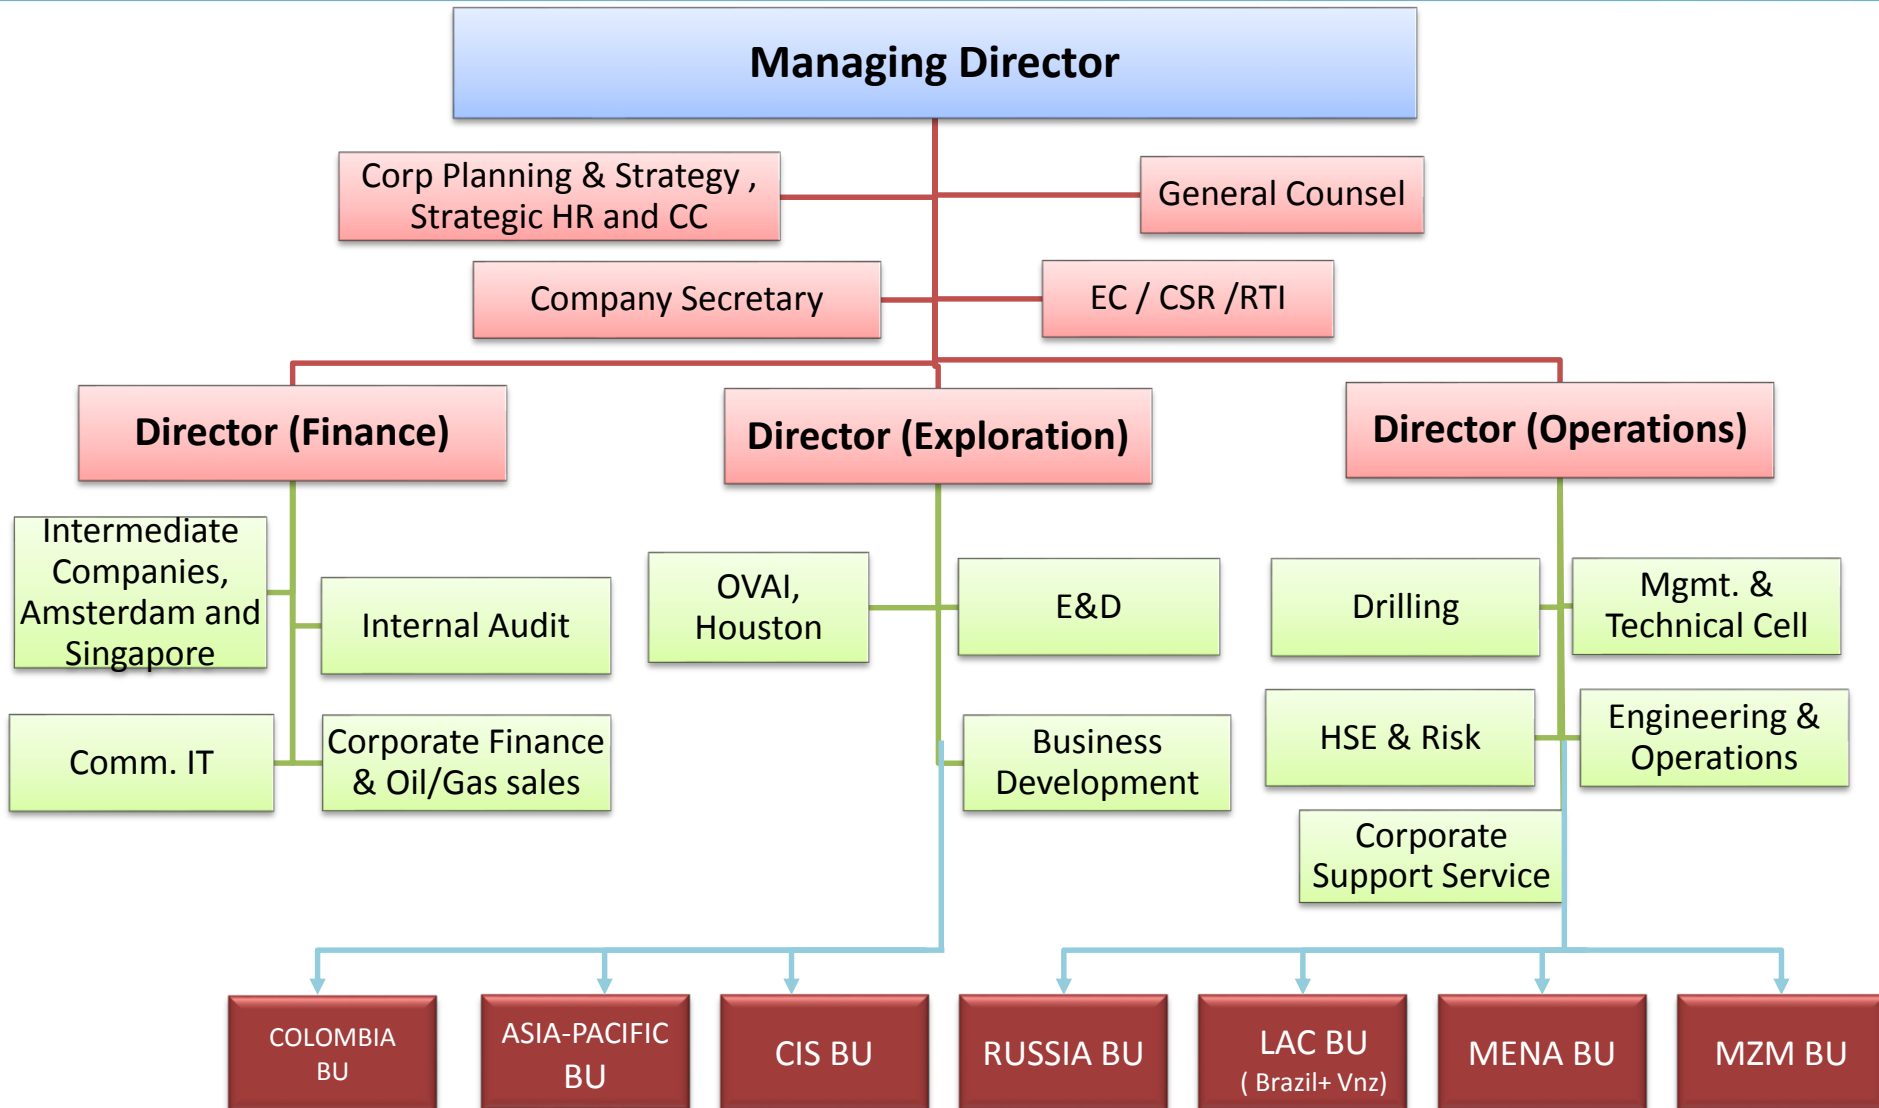 Managing Director
Corp Planning & Strategy ,
Strategic HR and CC
General Counsel
Company Secretary
EC / CSR /RTI
Director (Finance)
Director (Exploration)
Director (Operations)
Intermediate
Companies,
Amsterdam and
Singapore
Internal Audit
OVAI,
Houston
E&D
Drilling
Mgmt. &
Technical Cell
Comm. IT
Corporate Finance
& Oil/Gas sales
Business
Development
HSE & Risk
Engineering &
Operations
Corporate
Support Service
COLOMBIA
BU
ASIA-PACIFIC
BU
CIS BU
RUSSIA BU
LAC BU
( Brazil+ Vnz)
MENA BU
MZM BU